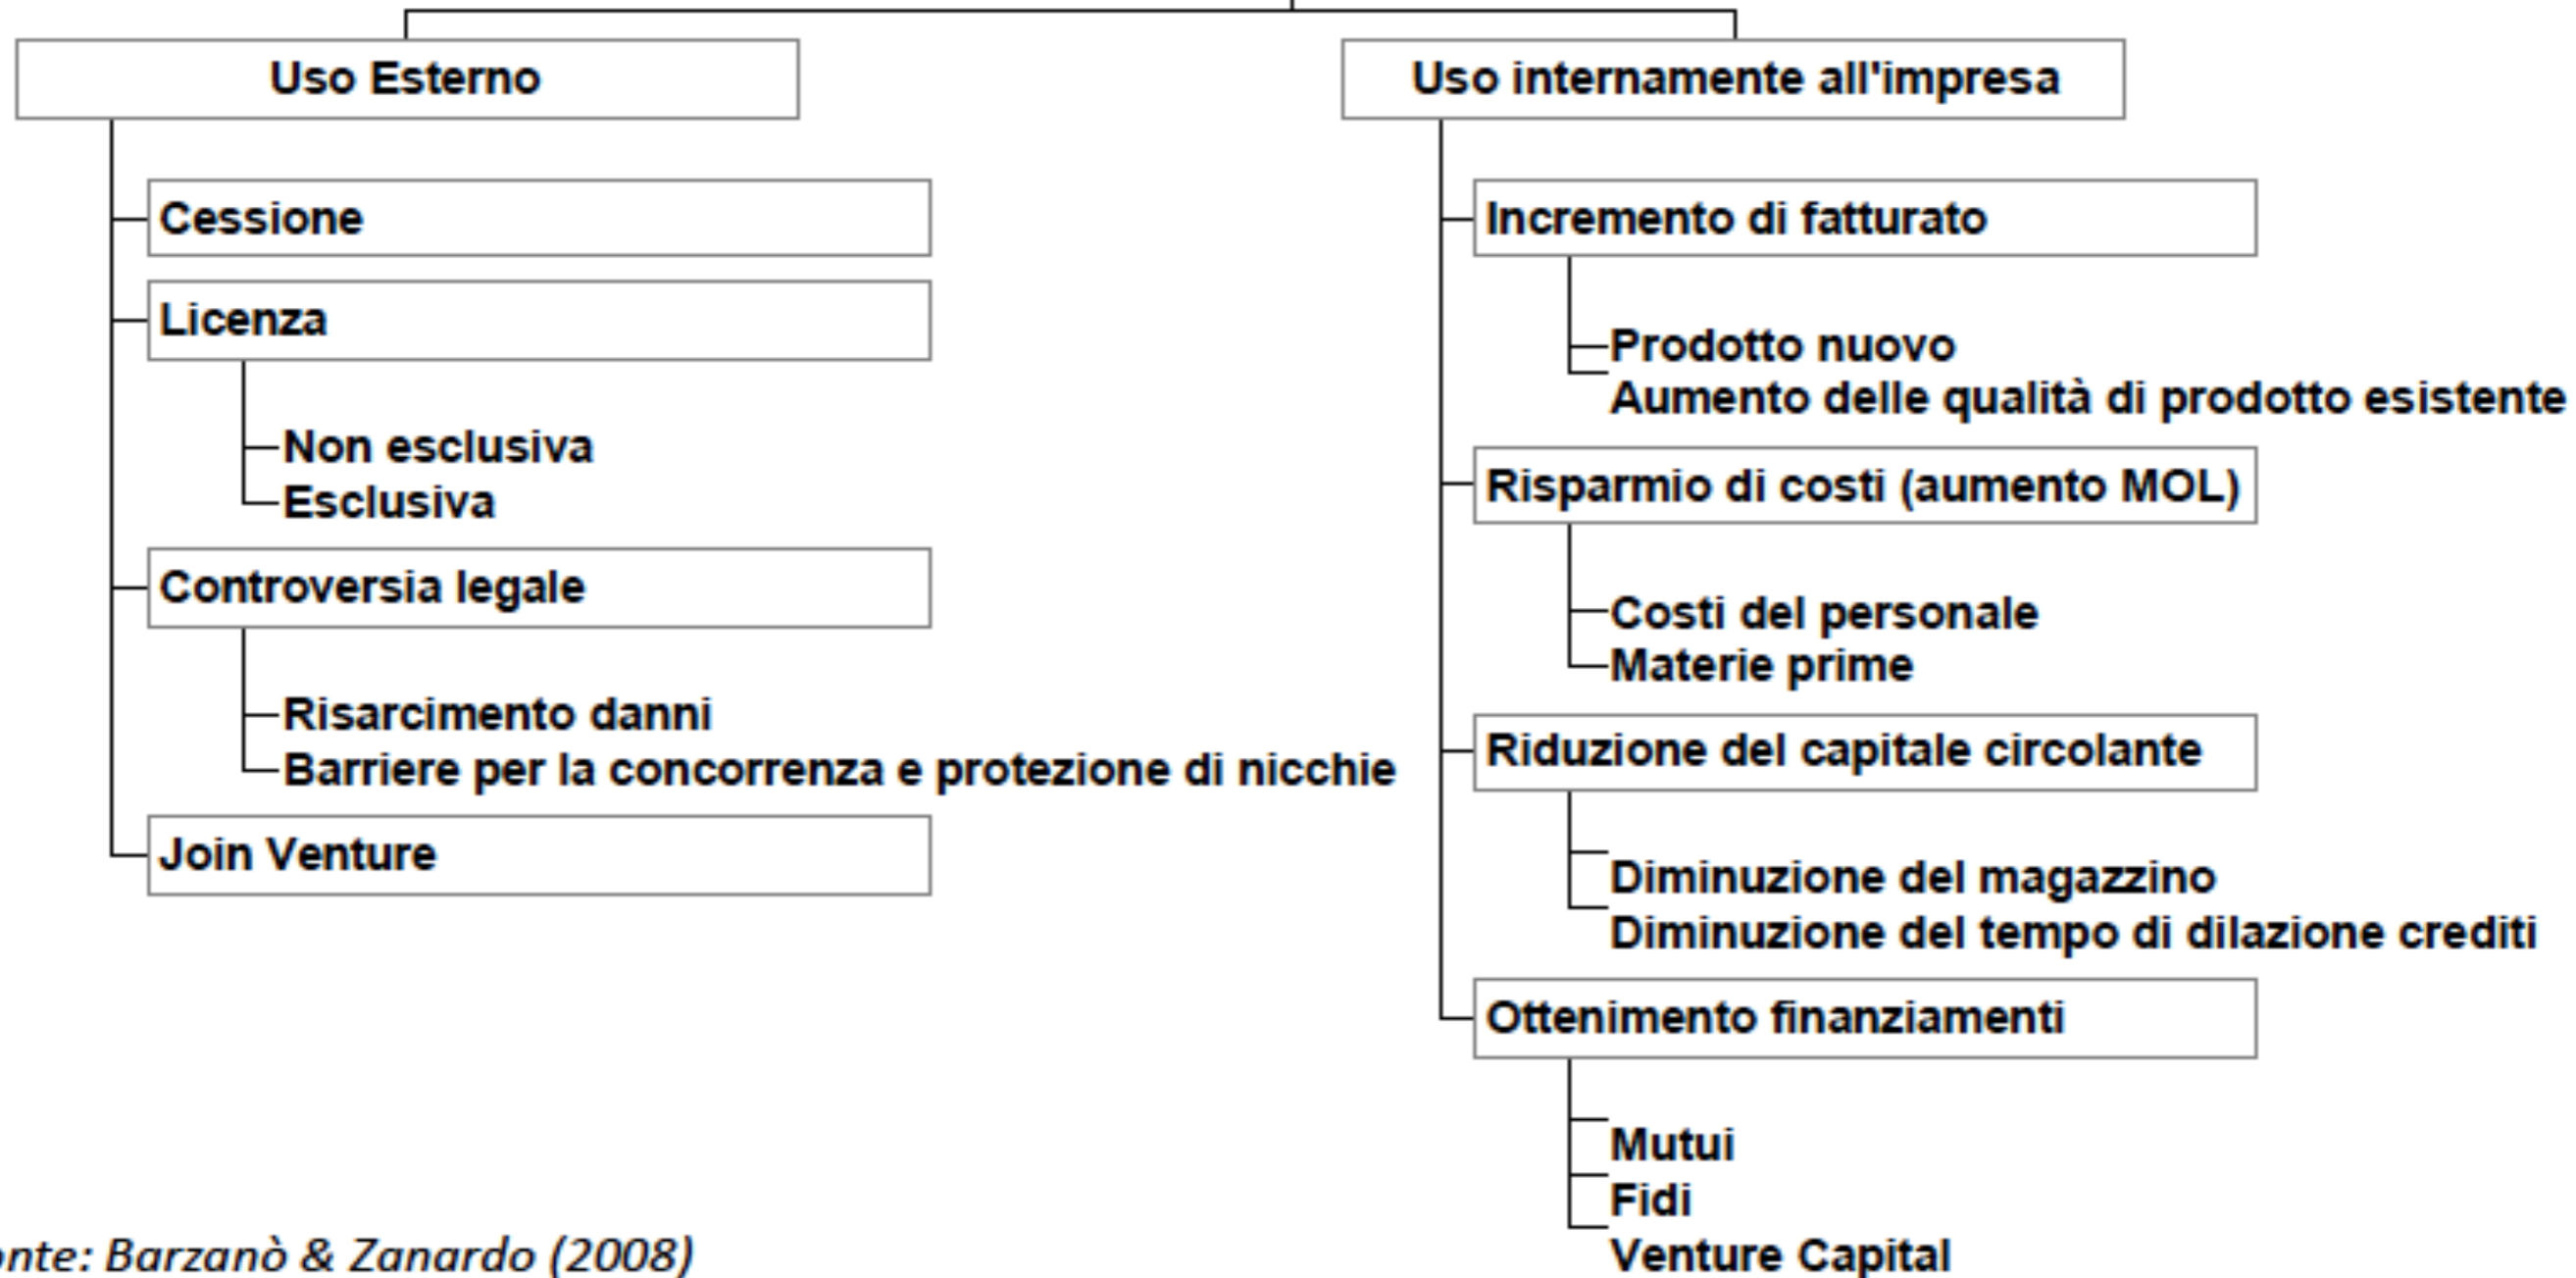 Uso Esterno
Cessione
Licenza
Non esclusiva
Esclusiva
Controversia legale
Risarcimento danni
Barriere per la concorrenza e protezione di nicchie
Join Venture
Uso internamente all'impresa
Incremento di fatturato
Prodotto nuovo
Aumento delle qualità di prodotto esistente
Risparmio di costi (aumento MOL)
Costi del personale
Materie prime
Riduzione del capitale circolante
Diminuzione del magazzino
Diminuzione del tempo di dilazione crediti
Ottenimento finanziamenti
Mutui
Fidi
Venture Capital
onte: Barzanò & Zanardo (2008)